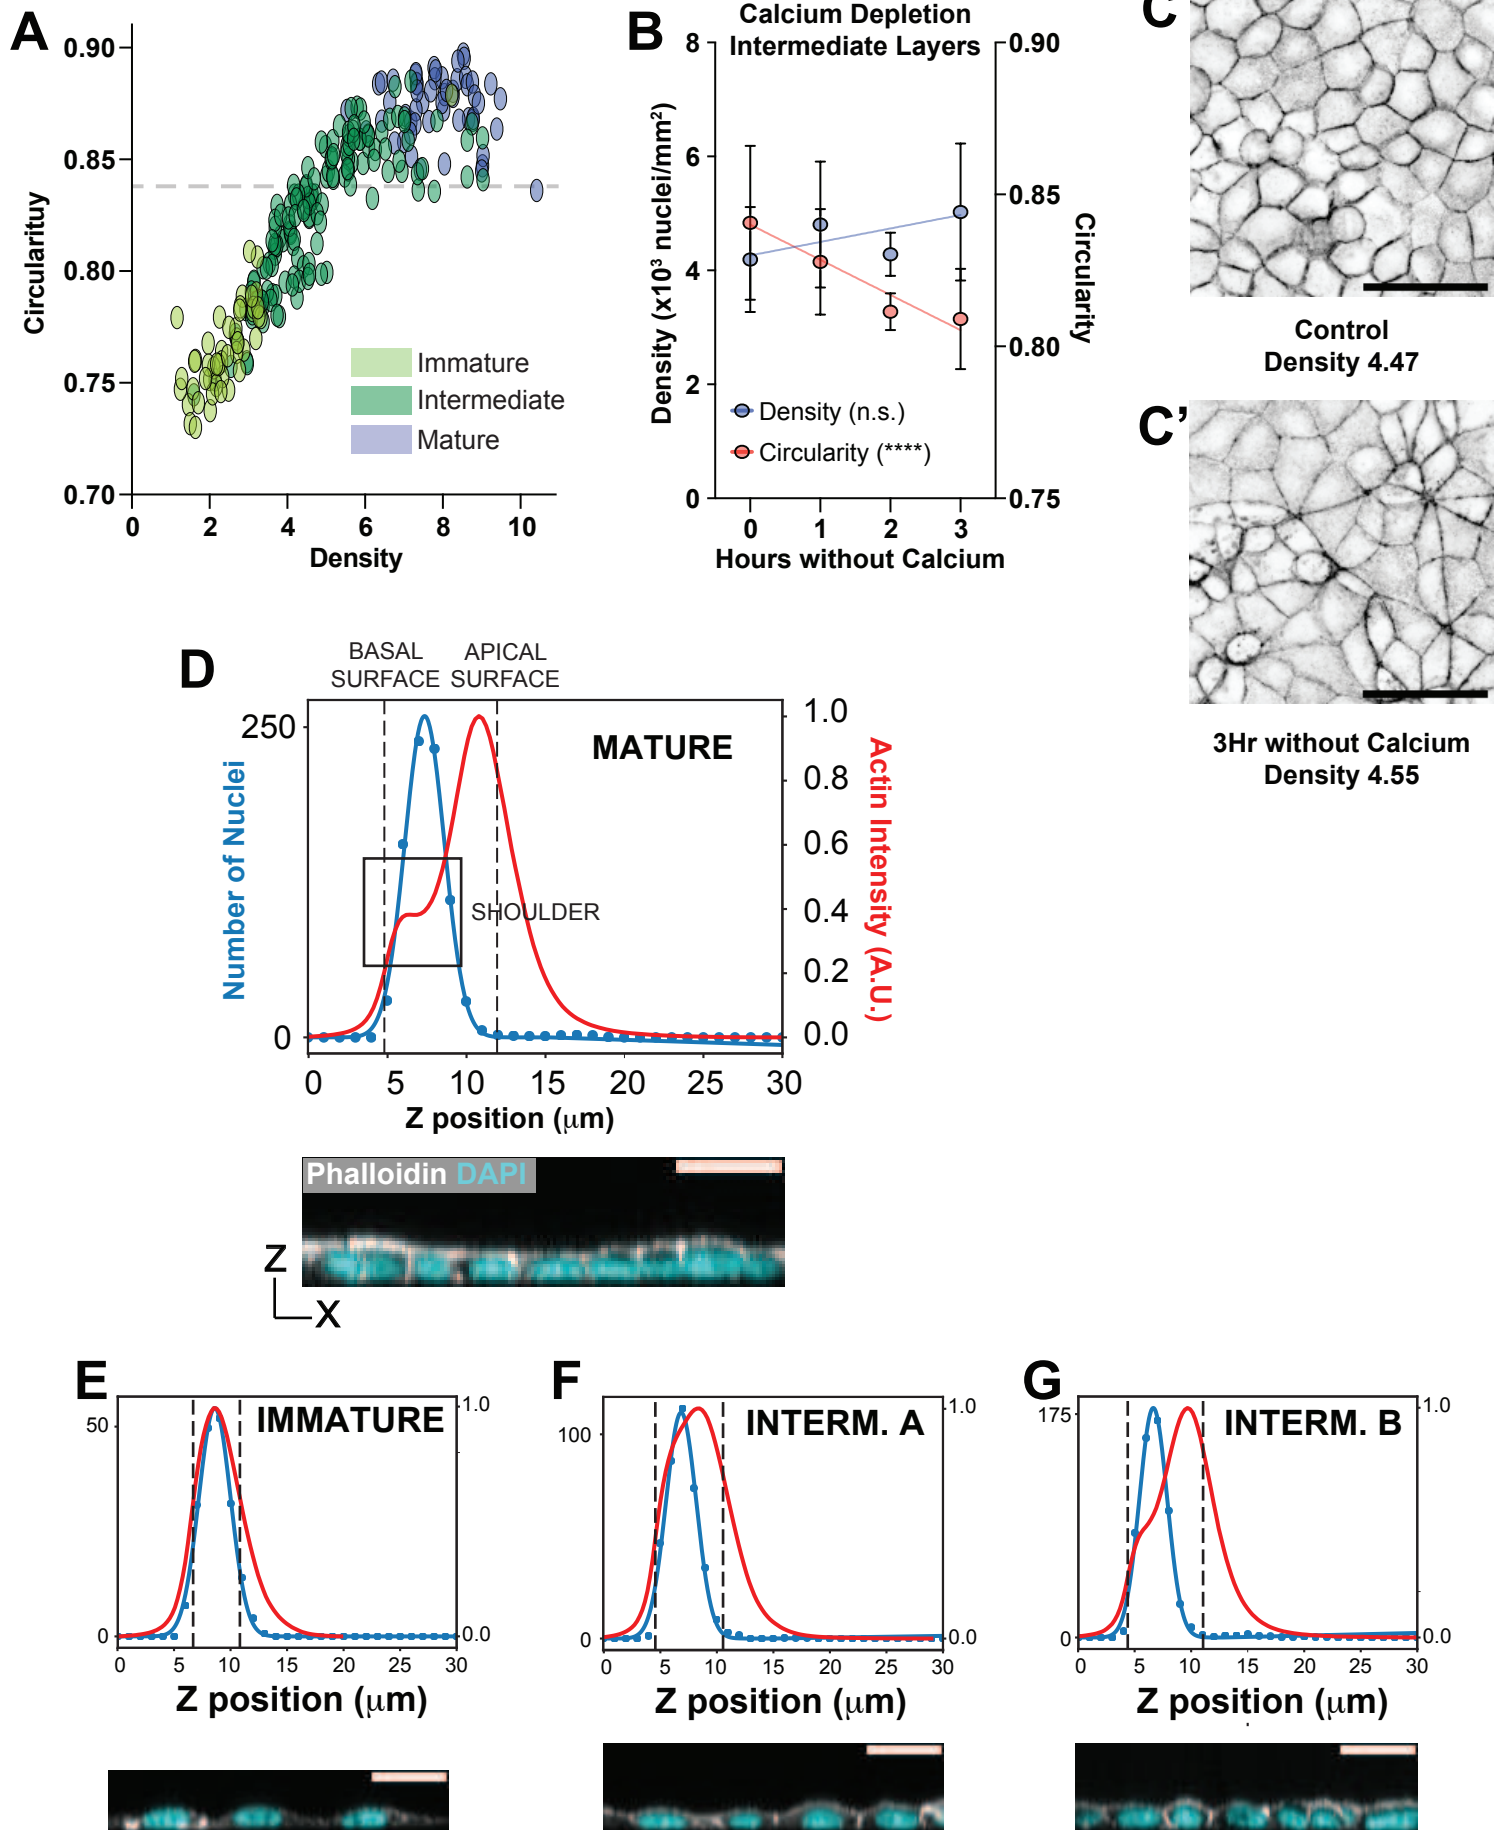 A
0.90
0.85
0.80
0.75
0.70
Circularituy
0
2
4
6
8
10
Density
Immature
Intermediate
Mature
B
Calcium Depletion
Intermediate Layers
8
6
4
2
0
Density (x10³ nuclei/mm²)
0.90
0.85
0.80
0.75
Circularity
Density (n.s.)
Circularity (****)
0
1
2
3
Hours without Calcium
C
Control
Density 4.47
C’
3Hr without Calcium
Density 4.55
D
BASAL
SURFACE
APICAL
SURFACE
MATURE
250
0
Number of Nuclei
SHOULDER
1.0
0.8
0.6
0.4
0.2
0.0
Actin Intensity (A.U.)
0
5
10
15
20
25
30
Z position (μm)
Phalloidin DAPI
Z
X
E
IMMATURE
50
0
1.0
0.0
0
5
10
15
20
25
30
Z position (μm)
F
INTERM. A
100
0
1.0
0.0
0
5
10
15
20
25
30
Z position (μm)
G
INTERM. B
175
0
1.0
0.0
0
5
10
15
20
25
30
Z position (μm)